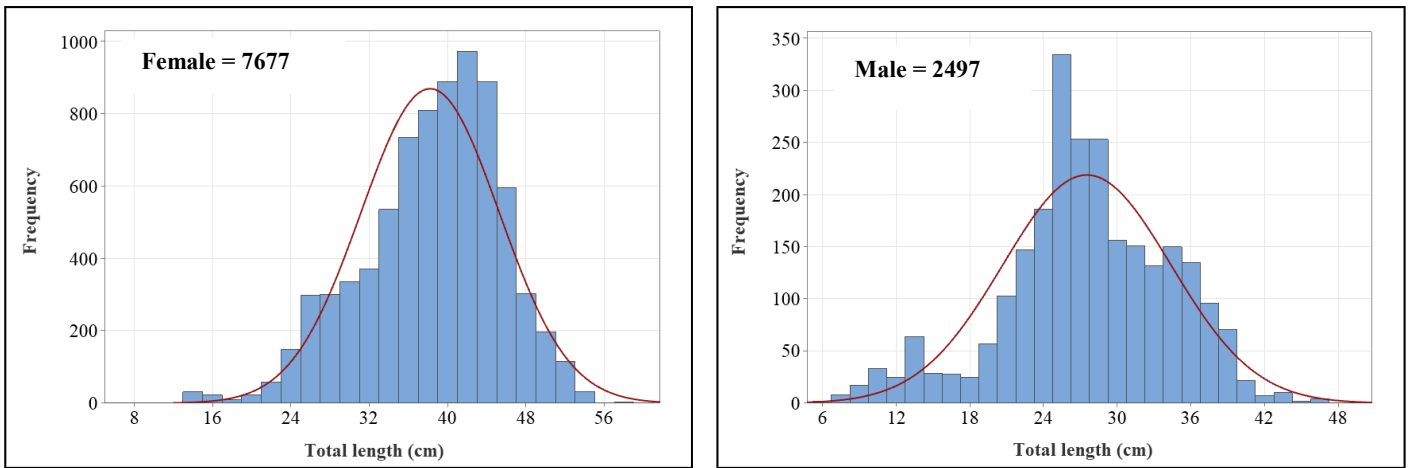 Female = 7677
1000
800
600
400
200
0
Frequency
8 16 24 32 40 48 56
Total length (cm)
Male = 2497
350
300
250
200
150
100
50
0
Frequency
6 12 18 24 30 36 42 48
Total length (cm)